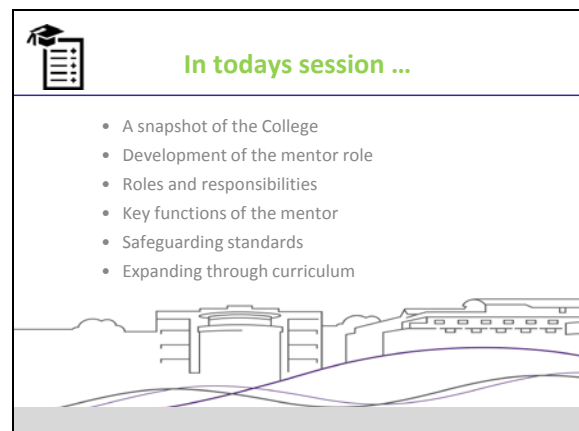 In todays session ...
• A snapshot of the College
• Development of the mentor role
• Roles and responsibilities
• Key functions of the mentor
• Safeguarding standards
• Expanding through curriculum